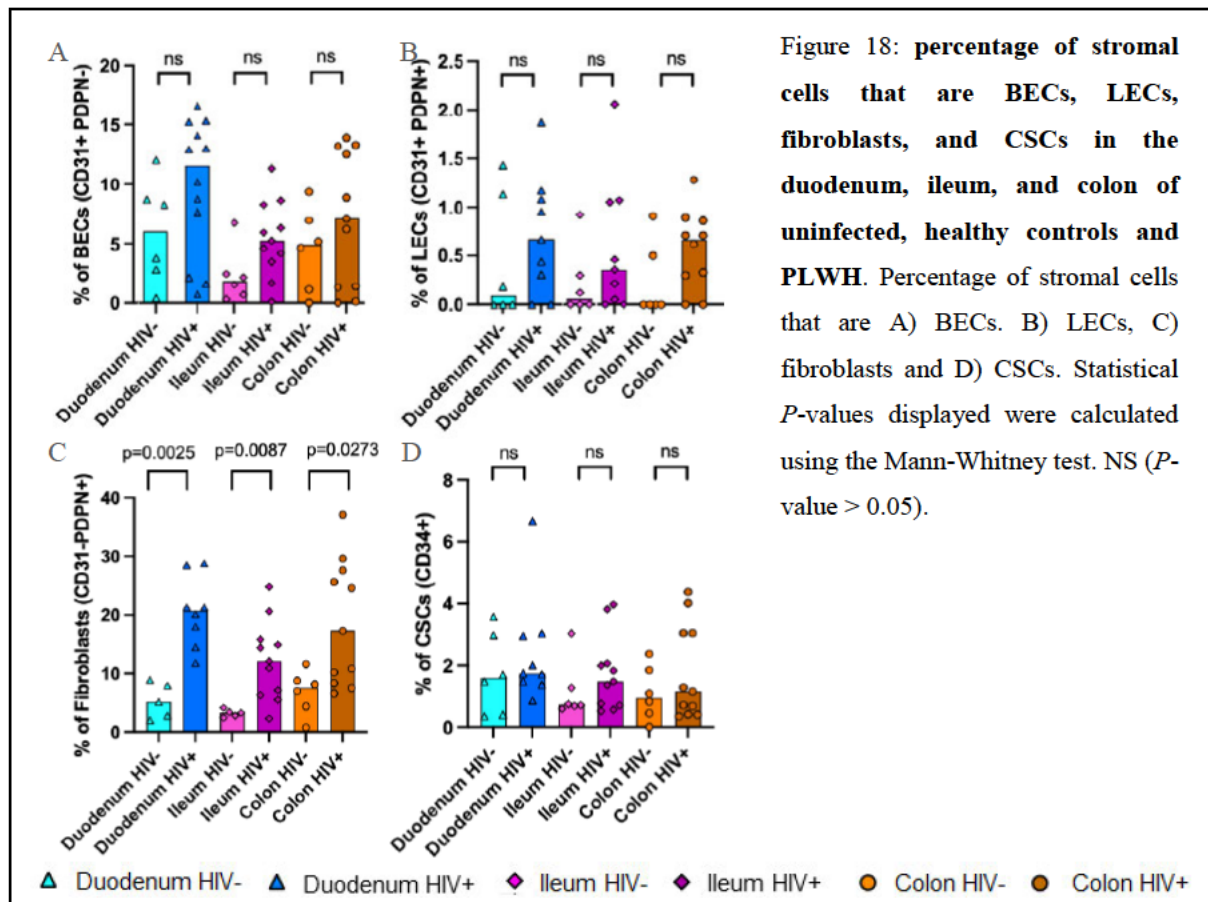 A
ns
ns
ns
% of BECs (CD31+ PDPN-)
20
15
10
5
0
Duodenum HIV-
Duodenum HIV+
Ileum HIV-
Ileum HIV+
Colon HIV-
Colon HIV+
B
ns
ns
ns
% of LECs (CD31+ PDPN+)
2.5
2.0
1.5
1.0
0.5
0.0
Duodenum HIV-
Duodenum HIV+
Ileum HIV-
Ileum HIV+
Colon HIV-
Colon HIV+
Figure 18: percentage of stromal
cells that are BECs, LECs,
fibroblasts, and CSCs in the
duodenum, ileum, and colon of
uninfected, healthy controls and
PLWH. Percentage of stromal cells
that are A) BECs. B) LECs, C)
fibroblasts and D) CSCs. Statistical
P-values displayed were calculated
using the Mann-Whitney test. NS (P-
value > 0.05).
C
p=0.0025
p=0.0087
p=0.0273
% of Fibroblasts (CD31-PDPN+)
40
30
20
10
0
Duodenum HIV-
Duodenum HIV+
Ileum HIV-
Ileum HIV+
Colon HIV-
Colon HIV+
D
ns
ns
ns
% of CSCs (CD34+)
8
6
4
2
0
Duodenum HIV-
Duodenum HIV+
Ileum HIV-
Ileum HIV+
Colon HIV-
Colon HIV+
Duodenum HIV- Duodenum HIV+ Ileum HIV- Ileum HIV+ Colon HIV- Colon HIV+